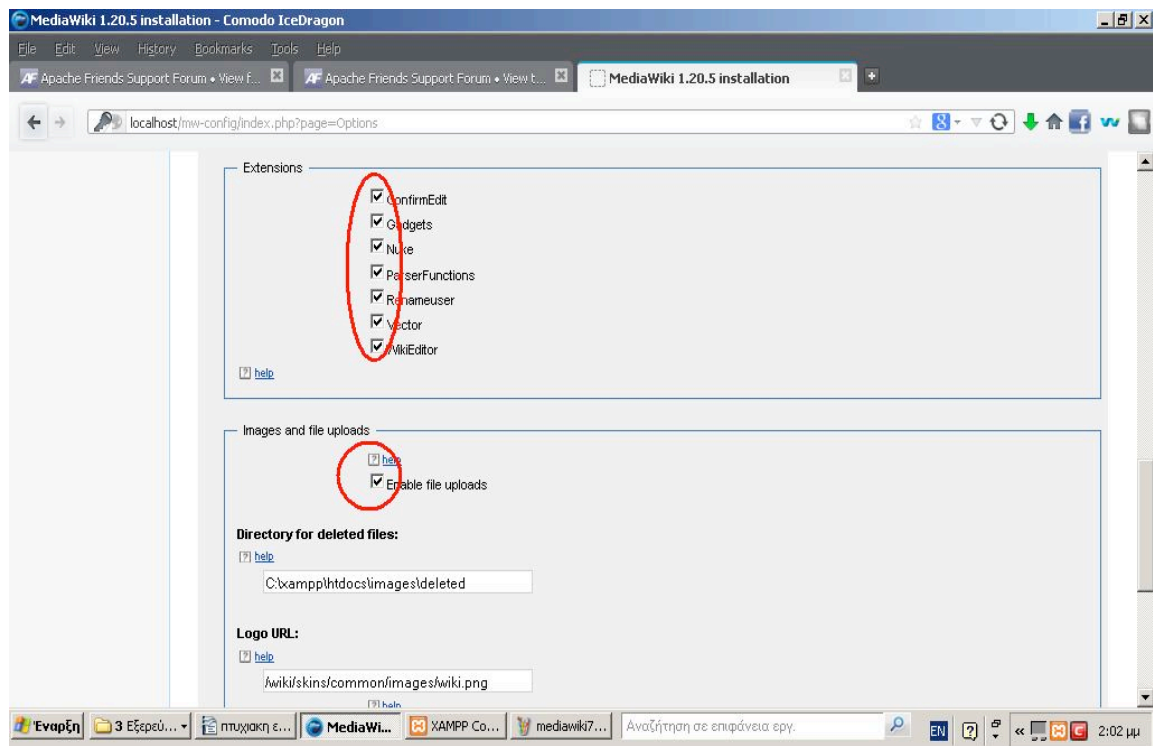 MediaWiki 1.20.5 installation - Comodo IceDragon
File Edit View History Bookmarks Tools Help
Apache Friends Support Forum • View f... Apache Friends Support Forum • View t... MediaWiki 1.20.5 installation
localhost/mw-config/index.php?page=Options
Extensions
ConfirmEdit
Gadgets
Nuke
ParserFunctions
Renameuser
Vector
WikiEditor
[?] help
Images and file uploads
[?] help
Enable file uploads
Directory for deleted files:
[?] help
C:\xampp\htdocs\images\deleted
Logo URL:
[?] help
/wiki/skins/common/images/wiki.png
[?] help
Έναρξη 3 Εξερεύ... πτυχιακη ε... MediaWi... XAMPP Co... mediawiki7... Αναζήτηση σε επιφάνεια εργ. EN « 2:02 μμ